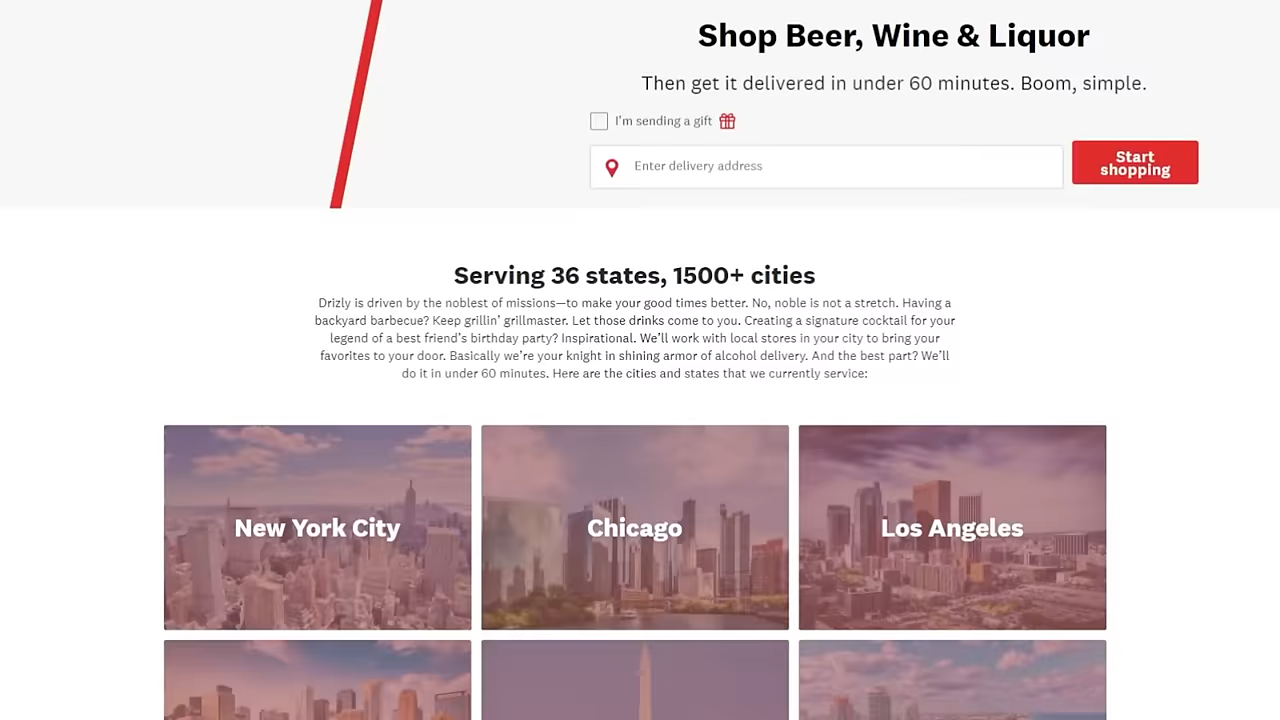 Shop Beer, Wine & Liquor
Then get it delivered in under 60 minutes. Boom, simple.
I'm sending a gift
Enter delivery address
Start
shopping
Serving 36 states, 1500+ cities
Drizly is driven by the noblest of missions—to make your good times better. No, noble is not a stretch. Having a
backyard barbecue? Keep grillin' grillmaster. Let those drinks come to you. Creating a signature cocktail for your
legend of a best friend's birthday party? Inspirational. We'll work with local stores in your city to bring your
favorites to your door. Basically we're your knight in shining armor of alcohol delivery. And the best part? We'll
do it in under 60 minutes. Here are the cities and states that we currently service:
New York City
Chicago
Los Angeles